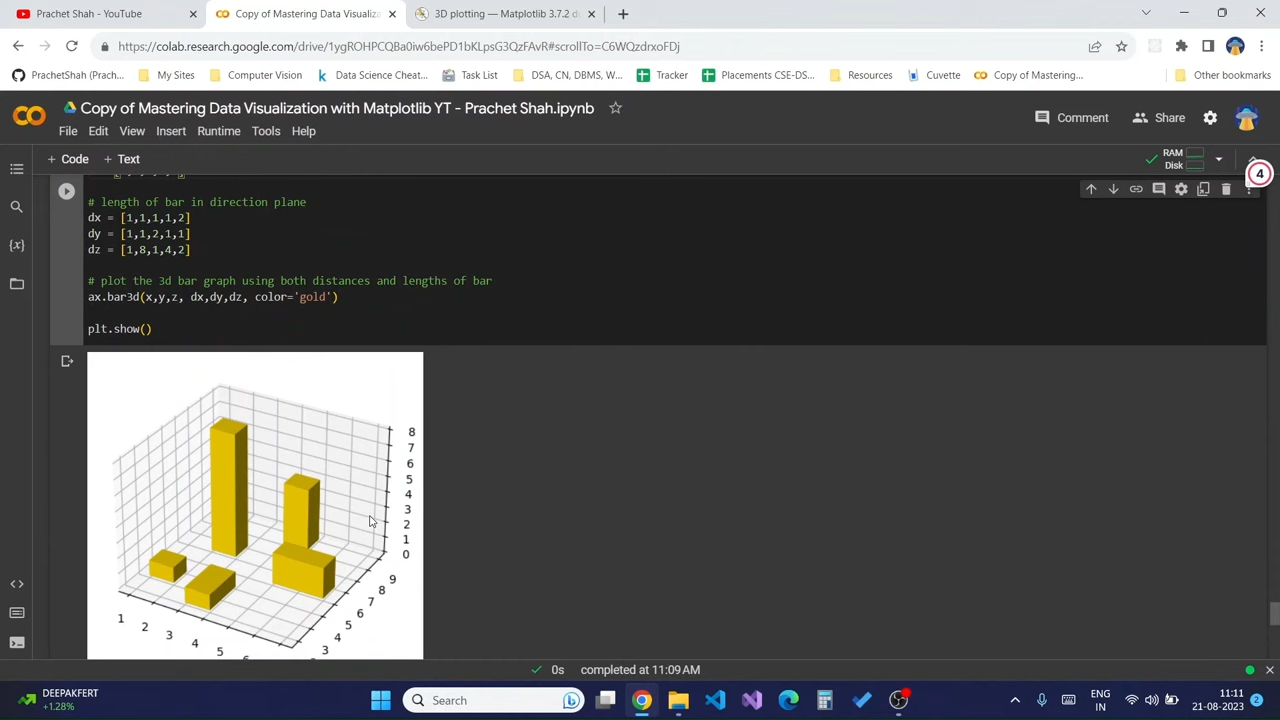 Prachet Shah - YouTube
Copy of Mastering Data Visualiza
3D plotting — Matplotlib 3.7.2 d
https://colab.research.google.com/drive/1ygROHPCQBa0iw6bePD1bKLpsG3QzFAvR#scrollTo=C6WQzdrxoFDj
PrachetShah (Prach...
My Sites
Computer Vision
Data Science Cheat...
Task List
DSA, CN, DBMS, W...
Tracker
Placements CSE-DS...
Resources
Cuvette
Copy of Mastering...
Other bookmarks
Copy of Mastering Data Visualization with Matplotlib YT - Prachet Shah.ipynb
Comment
Share
File Edit View Insert Runtime Tools Help
+ Code + Text
RAM
Disk
4
# length of bar in direction plane
dx = [1,1,1,1,2]
dy = [1,1,2,1,1]
dz = [1,8,1,4,2]
# plot the 3d bar graph using both distances and lengths of bar
ax.bar3d(x,y,z, dx,dy,dz, color='gold')
plt.show()
8
7
6
5
4
3
2
1
0
9
8
7
6
5
4
3
1
2
3
4
5
0s completed at 11:09 AM
DEEPAKFERT
+1.28%
Search
ENG
IN
11:11
21-08-2023
2